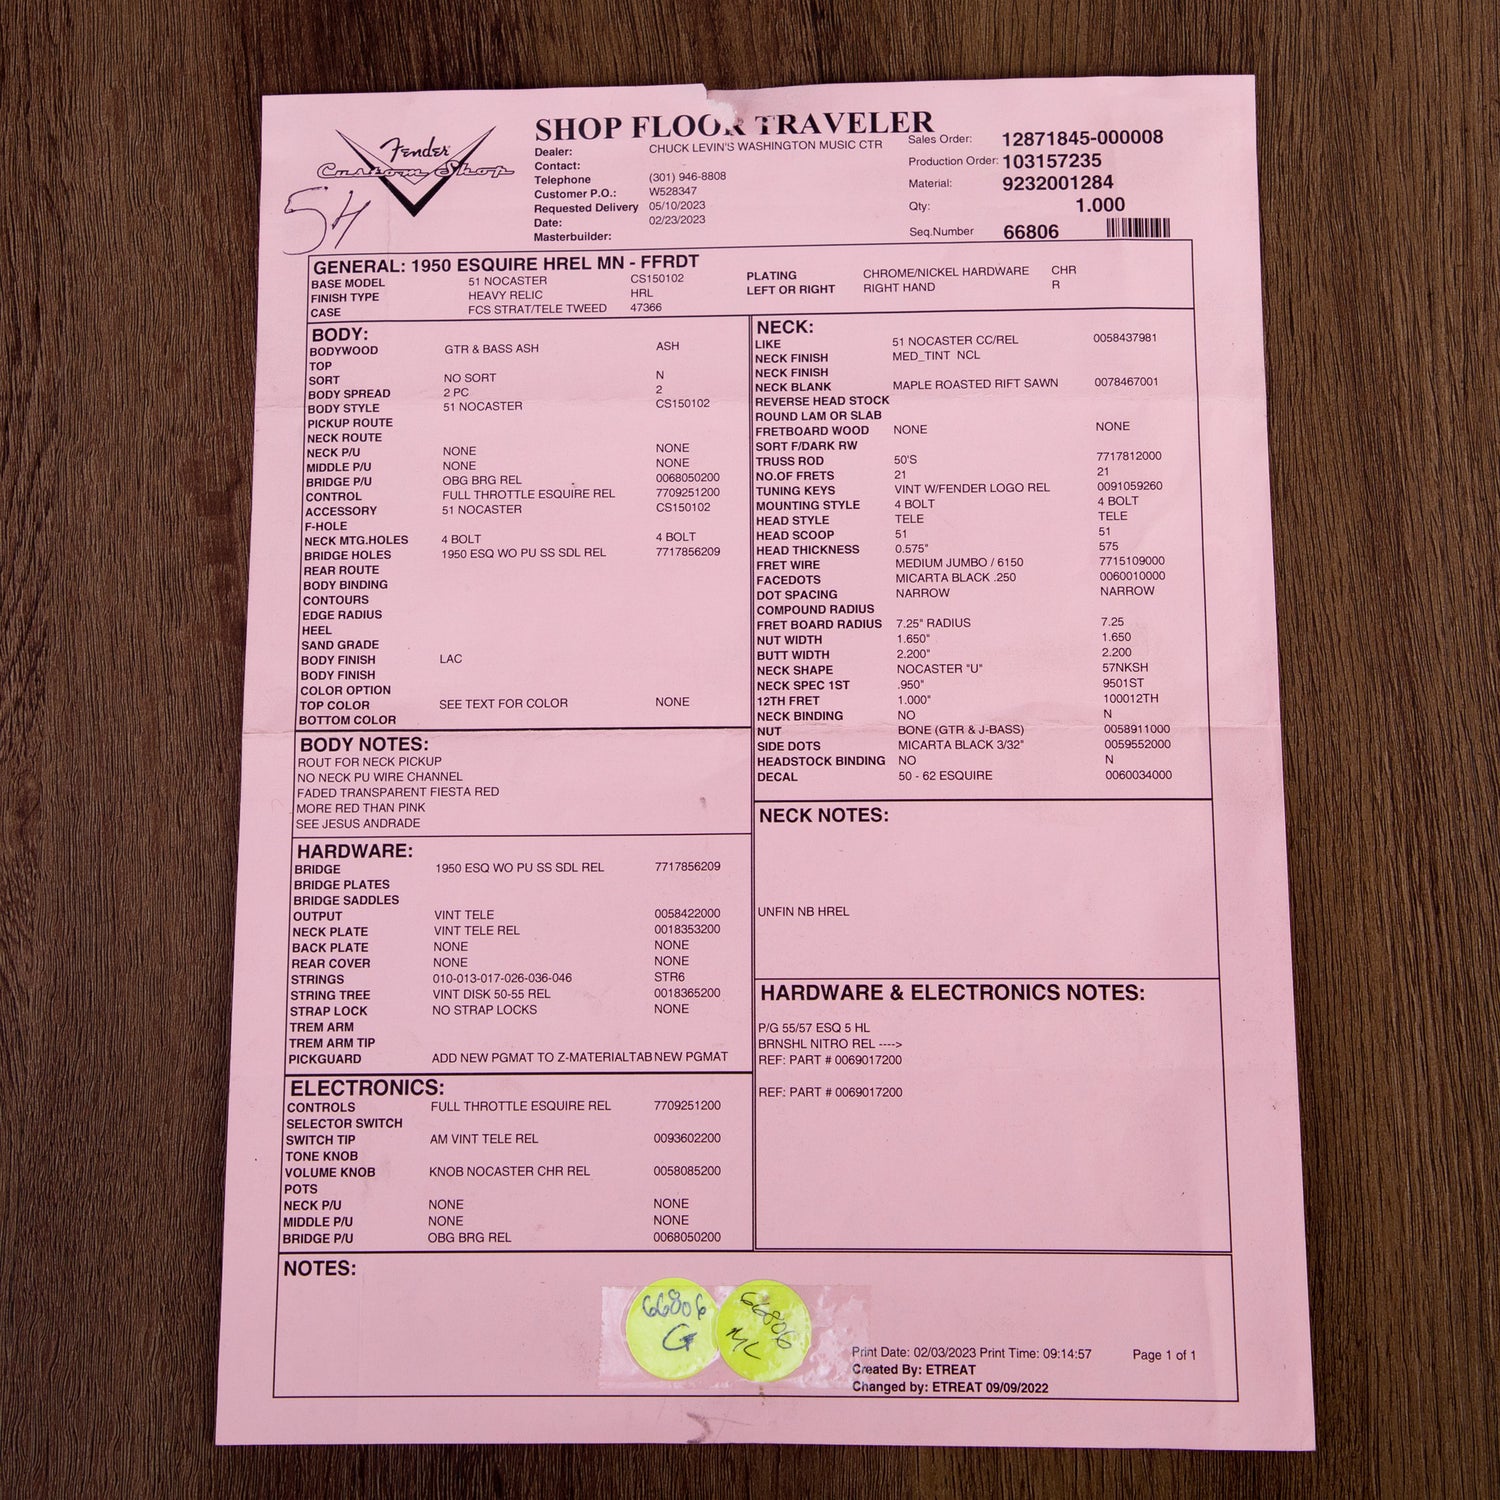 SHOP FLOOR TRAVELER
Fender
Custom Shop
SH
Dealer: CHUCK LEVIN'S WASHINGTON MUSIC CTR
Contact:
Telephone (301) 946-8808
Customer P.O.: W528347
Requested Delivery 05/10/2023
Date: 02/23/2023
Masterbuilder:
Sales Order: 12871845-000008
Production Order: 103157235
Material: 9232001284
Qty: 1.000
Seq.Number 66806
GENERAL: 1950 ESQUIRE HREL MN - FFRDT
BASE MODEL 51 NOCASTER CS150102
FINISH TYPE HEAVY RELIC HRL
CASE FCS STRAT/TELE TWEED 47366
PLATING CHROME/NICKEL HARDWARE CHR
LEFT OR RIGHT RIGHT HAND R
BODY:
BODYWOOD GTR & BASS ASH ASH
TOP
SORT NO SORT N
BODY SPREAD 2 PC 2
BODY STYLE 51 NOCASTER CS150102
PICKUP ROUTE
NECK ROUTE
NECK P/U NONE NONE
MIDDLE P/U NONE NONE
BRIDGE P/U OBG BRG REL 0068050200
CONTROL FULL THROTTLE ESQUIRE REL 7709251200
ACCESSORY 51 NOCASTER CS150102
F-HOLE
NECK MTG.HOLES 4 BOLT 4 BOLT
BRIDGE HOLES 1950 ESQ WO PU SS SDL REL 7717856209
REAR ROUTE
BODY BINDING
CONTOURS
EDGE RADIUS
HEEL
SAND GRADE
BODY FINISH LAC
BODY FINISH
COLOR OPTION
TOP COLOR SEE TEXT FOR COLOR NONE
BOTTOM COLOR
BODY NOTES:
ROUT FOR NECK PICKUP
NO NECK PU WIRE CHANNEL
FADED TRANSPARENT FIESTA RED
MORE RED THAN PINK
SEE JESUS ANDRADE
HARDWARE:
BRIDGE 1950 ESQ WO PU SS SDL REL 7717856209
BRIDGE PLATES
BRIDGE SADDLES
OUTPUT VINT TELE 0058422000
NECK PLATE VINT TELE REL 0018353200
BACK PLATE NONE NONE
REAR COVER NONE NONE
STRINGS 010-013-017-026-036-046 STR6
STRING TREE VINT DISK 50-55 REL 0018365200
STRAP LOCK NO STRAP LOCKS NONE
TREM ARM
TREM ARM TIP
PICKGUARD ADD NEW PGMAT TO Z-MATERIALTAB NEW PGMAT
ELECTRONICS:
CONTROLS FULL THROTTLE ESQUIRE REL 7709251200
SELECTOR SWITCH
SWITCH TIP AM VINT TELE REL 0093602200
TONE KNOB
VOLUME KNOB KNOB NOCASTER CHR REL 0058085200
POTS
NECK P/U NONE NONE
MIDDLE P/U NONE NONE
BRIDGE P/U OBG BRG REL 0068050200
NECK:
LIKE 51 NOCASTER CC/REL 0058437981
NECK FINISH MED_TINT NCL
NECK FINISH
NECK BLANK MAPLE ROASTED RIFT SAWN 0078467001
REVERSE HEAD STOCK
ROUND LAM OR SLAB
FRETBOARD WOOD NONE NONE
SORT F/DARK RW
TRUSS ROD 50'S 7717812000
NO.OF FRETS 21 21
TUNING KEYS VINT W/FENDER LOGO REL 0091059260
MOUNTING STYLE 4 BOLT 4 BOLT
HEAD STYLE TELE TELE
HEAD SCOOP 51 51
HEAD THICKNESS 0.575" 575
FRET WIRE MEDIUM JUMBO / 6150 7715109000
FACEDOTS MICARTA BLACK .250 0060010000
DOT SPACING NARROW NARROW
COMPOUND RADIUS
FRET BOARD RADIUS 7.25" RADIUS 7.25
NUT WIDTH 1.650" 1.650
BUTT WIDTH 2.200" 2.200
NECK SHAPE NOCASTER "U" 57NKSH
NECK SPEC 1ST .950" 9501ST
12TH FRET 1.000" 100012TH
NECK BINDING NO N
NUT BONE (GTR & J-BASS) 0058911000
SIDE DOTS MICARTA BLACK 3/32" 0059552000
HEADSTOCK BINDING NO N
DECAL 50 - 62 ESQUIRE 0060034000
NECK NOTES:
UNFIN NB HREL
HARDWARE & ELECTRONICS NOTES:
P/G 55/57 ESQ 5 HL
BRNSHL NITRO REL ---->
REF: PART # 0069017200
REF: PART # 0069017200
NOTES:
66806
G
66806
ML
Print Date: 02/03/2023 Print Time: 09:14:57 Page 1 of 1
Created By: ETREAT
Changed by: ETREAT 09/09/2022